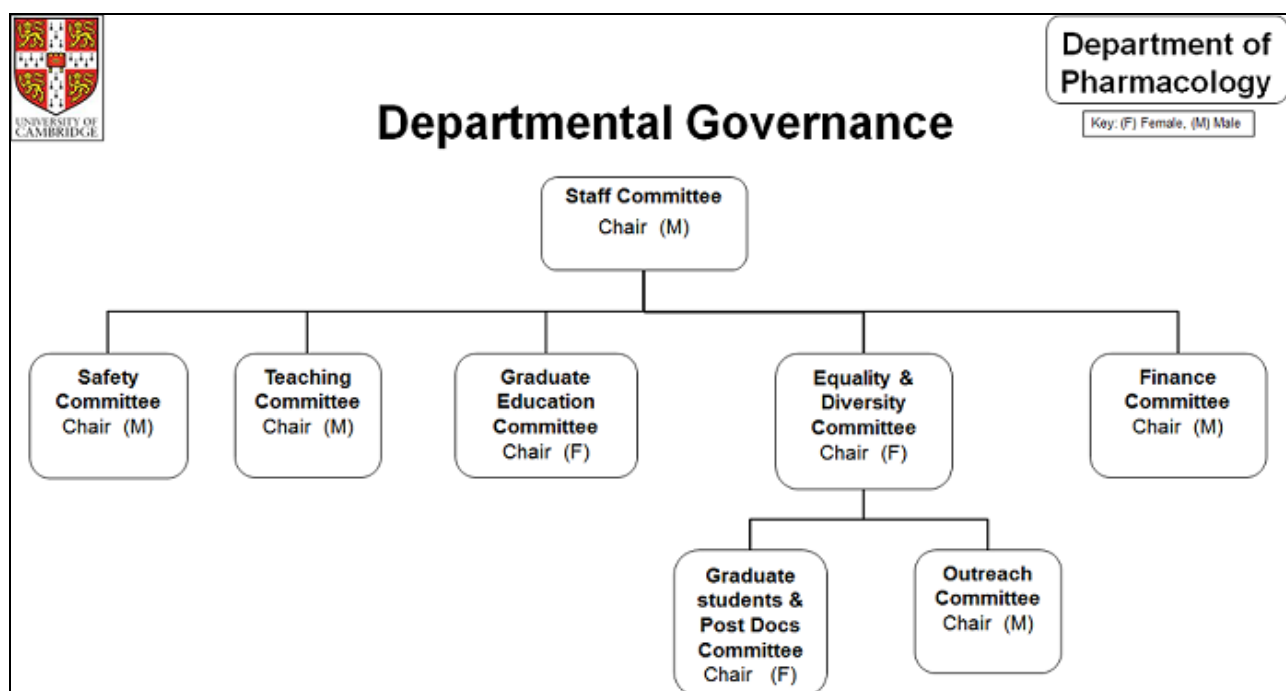 UNIVERSITY OF
CAMBRIDGE
Department of
Pharmacology
Key: (F) Female, (M) Male
Departmental Governance
Staff Committee
Chair (M)
Safety
Committee
Chair (M)
Teaching
Committee
Chair (M)
Graduate
Education
Committee
Chair (F)
Equality &
Diversity
Committee
Chair (F)
Finance
Committee
Chair (M)
Graduate
students &
Post Docs
Committee
Chair (F)
Outreach
Committee
Chair (M)